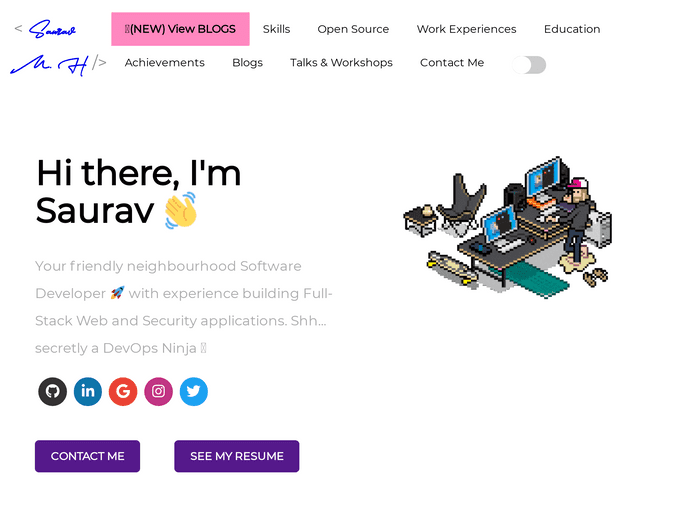 < Saurav
M. H />
(NEW) View BLOGS Skills Open Source Work Experiences Education
Achievements Blogs Talks & Workshops Contact Me
Hi there, I'm
Saurav 👋
Your friendly neighbourhood Software
Developer 🚀 with experience building Full-
Stack Web and Security applications. Shh...
secretly a DevOps Ninja
CONTACT ME SEE MY RESUME